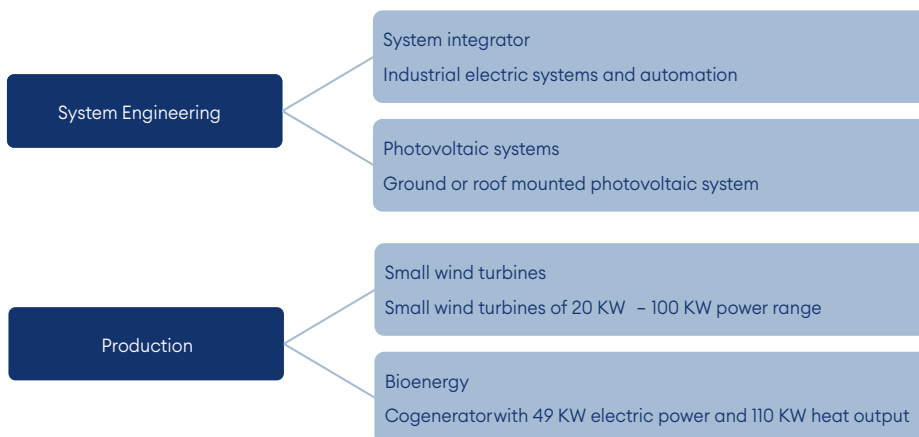 System Engineering
System integrator
Industrial electric systems and automation
Photovoltaic systems
Ground or roof mounted photovoltaic system
Production
Small wind turbines
Small wind turbines of 20 KW – 100 KW power range
Bioenergy
Cogeneratorwith 49 KW electric power and 110 KW heat output